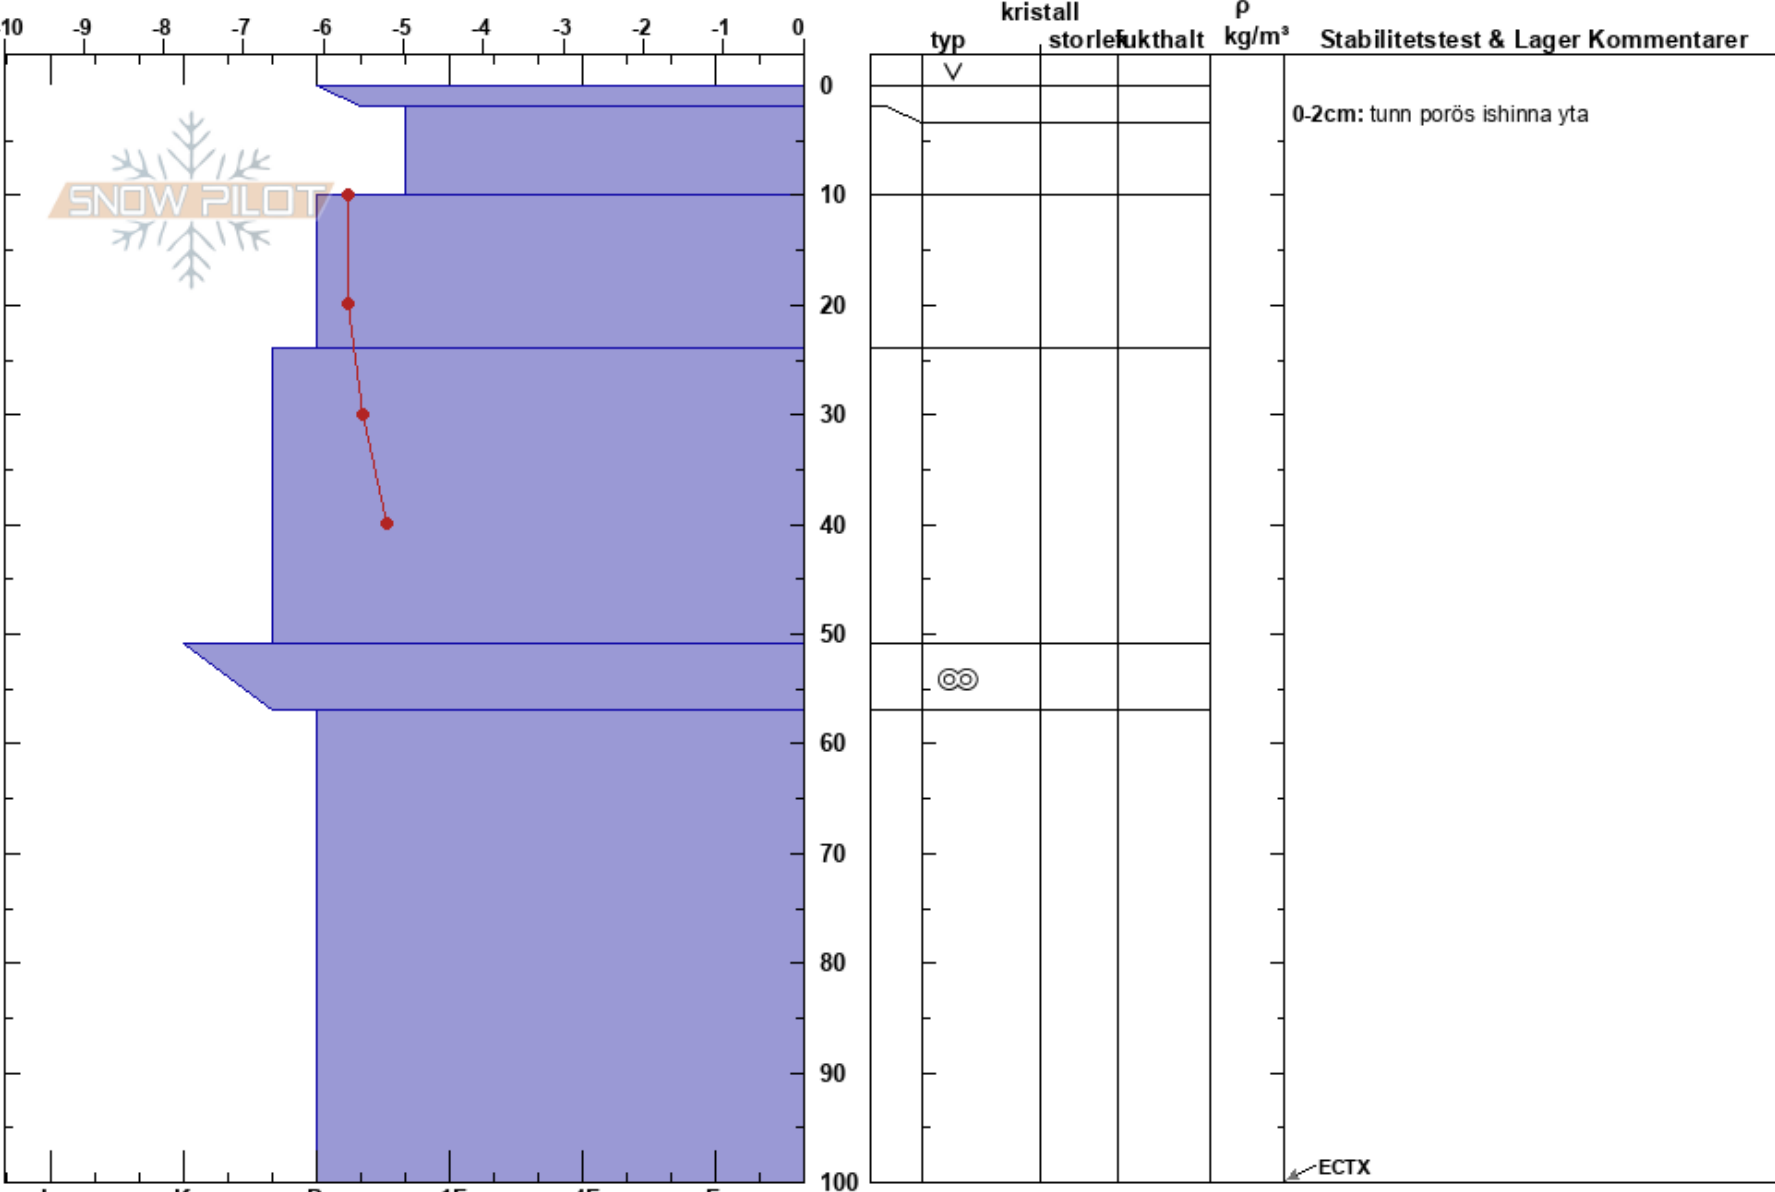 kristall ρ
10 -9 -8 -7 -6 -5 -4 -3 -2 -1 0 typ storlek fukthalt kg/m³ Stabilitetstest & Lager Kommentarer
0
0-2cm: tunn porös ishinna yta
10
SNOW PILOT
20
30
40
50
60
70
80
90
ECTX
100